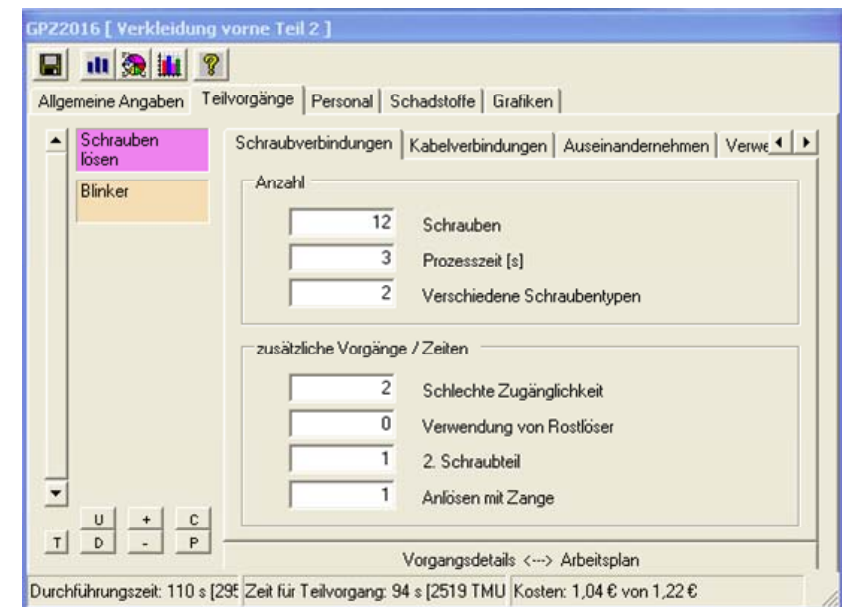 GPZ2016 [ Verkleidung vorne Teil 2 ]
?
Allgemeine Angaben Teilvorgänge Personal Schadstoffe Grafiken
Schrauben lösen
Blinker
Schraubverbindungen Kabelverbindungen Auseinandernehmen Verwe
Anzahl
12 Schrauben
3 Prozesszeit [s]
2 Verschiedene Schraubentypen
zusätzliche Vorgänge / Zeiten
2 Schlechte Zugänglichkeit
0 Verwendung von Rostlöser
1 2. Schraubteil
1 Anlösen mit Zange
U + C
T D - P
Vorgangsdetails <---> Arbeitsplan
Durchführungszeit: 110 s [295 Zeit für Teilvorgang: 94 s [2519 TMU Kosten: 1,04 € von 1,22 €